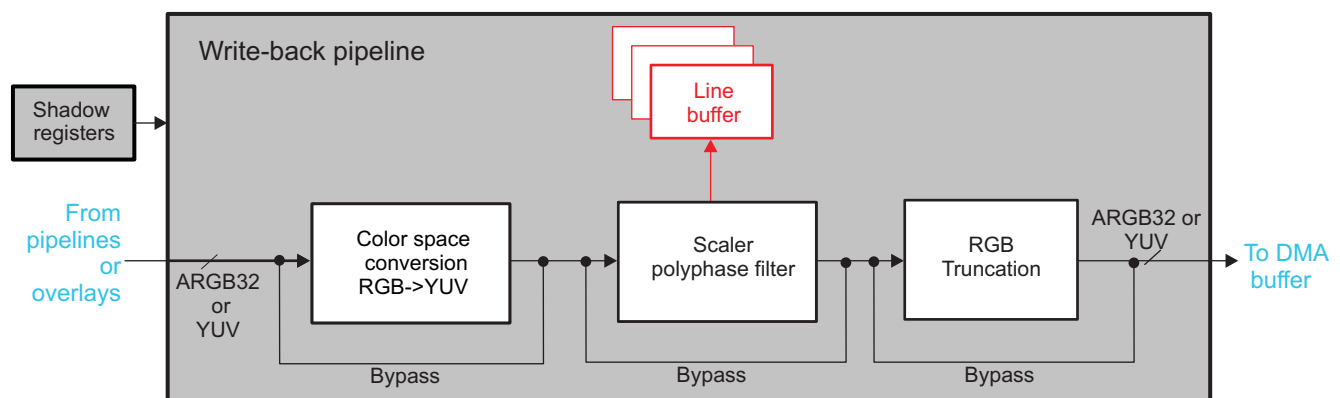 Write-back pipeline
Shadow
registers
Line
buffer
From
pipelines
or
overlays
ARGB32
or
YUV
Color space
conversion
RGB->YUV
Scaler
polyphase filter
RGB
Truncation
ARGB32 or
YUV
To DMA
buffer
Bypass
Bypass
Bypass